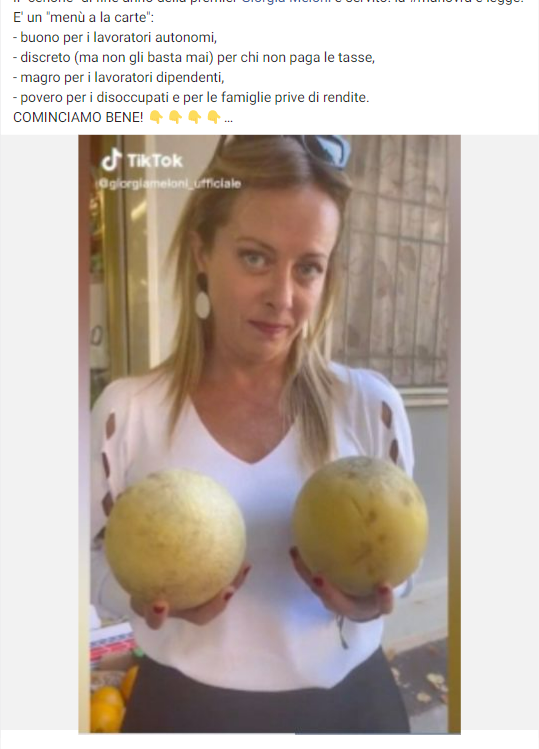 Il "cenone" di fine anno della premier Giorgia Meloni è servito: la #manovra è legge.
E' un "menù a la carte":
- buono per i lavoratori autonomi,
- discreto (ma non gli basta mai) per chi non paga le tasse,
- magro per i lavoratori dipendenti,
- povero per i disoccupati e per le famiglie prive di rendite.
COMINCIAMO BENE! 👇👇👇👇...
TikTok
@giorgiameloni_ufficiale